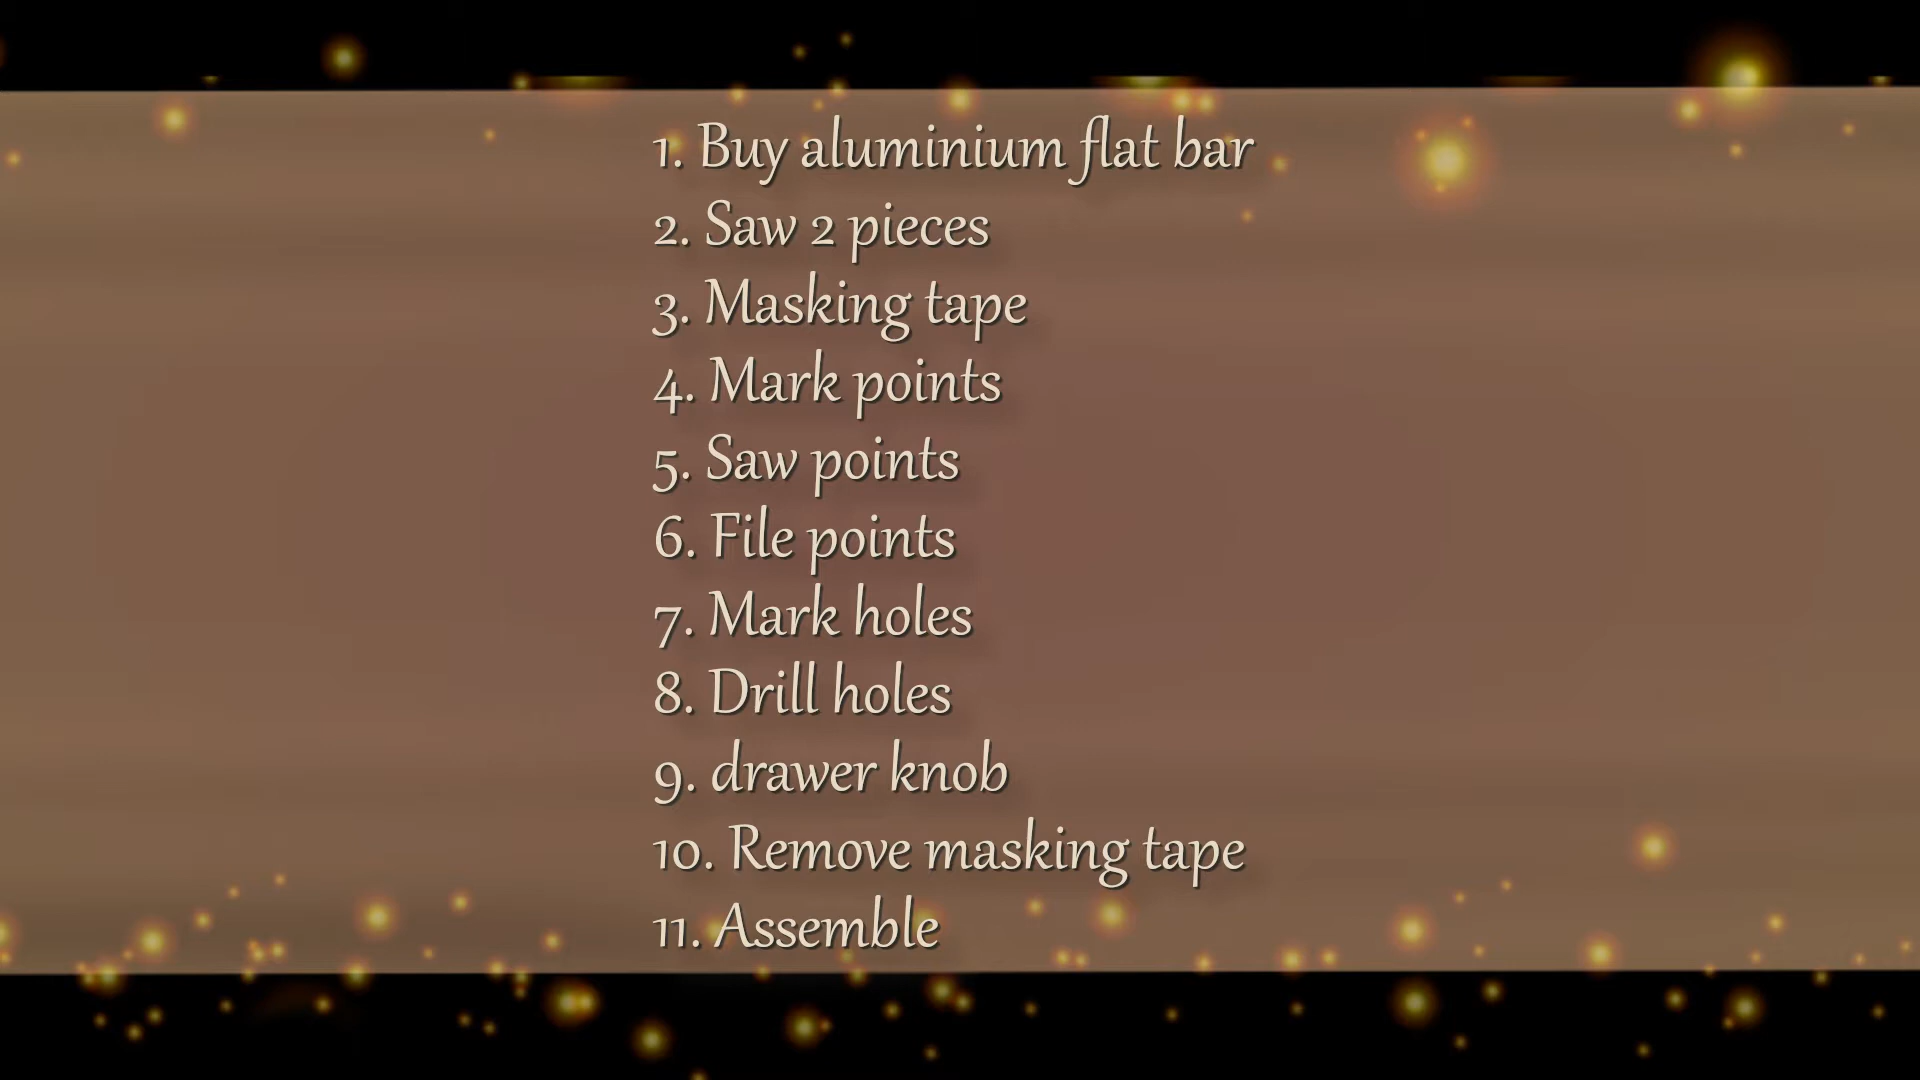 1. Buy aluminium flat bar
2. Saw 2 pieces
3. Masking tape
4. Mark points
5. Saw points
6. File points
7. Mark holes
8. Drill holes
9. drawer knob
10. Remove masking tape
11. Assemble